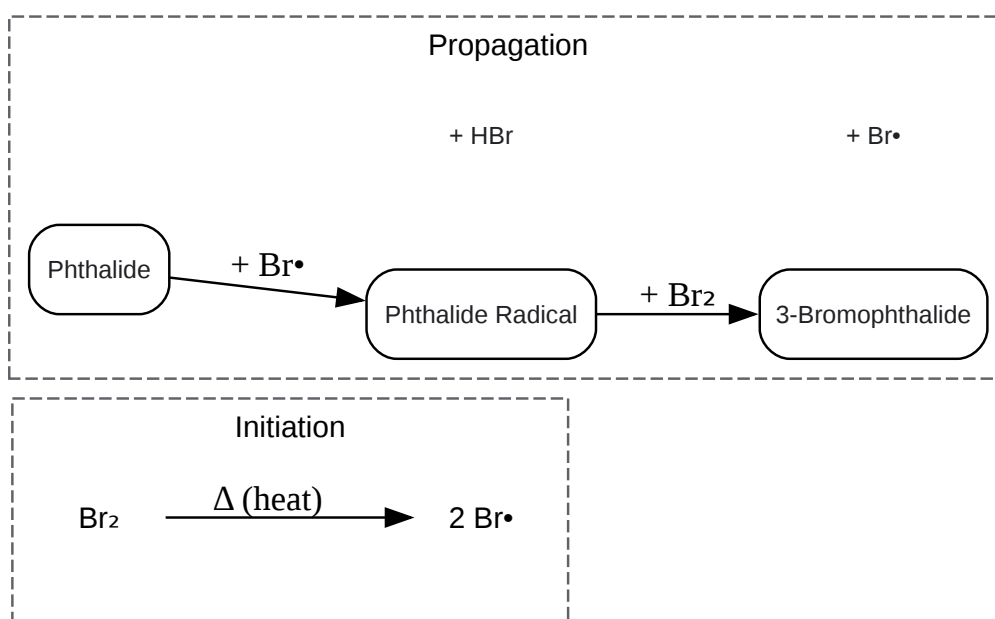 Propagation
+ HBr
+ Br•
Phthalide
+ Br•
Phthalide Radical
+ Br₂
3-Bromophthalide
Initiation
Br₂
Δ (heat)
2 Br•